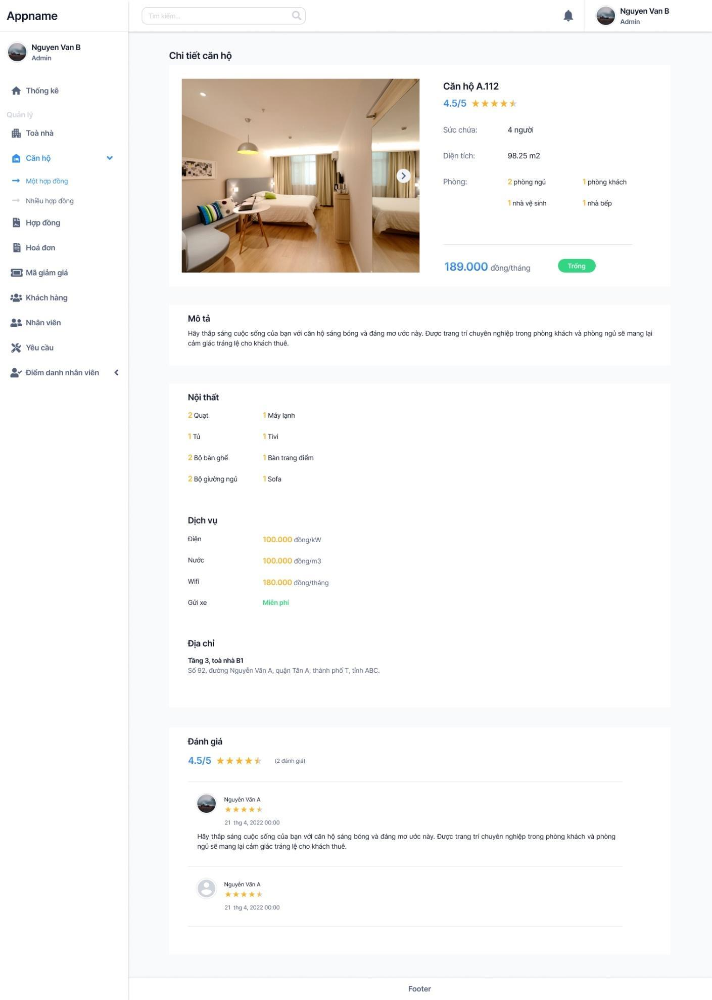 Appname
Tìm kiếm...
Nguyen Van B
Admin
Nguyen Van B
Admin
Thống kê
Quản lý
Toà nhà
Căn hộ
Một hợp đồng
Nhiều hợp đồng
Hợp đồng
Hoá đơn
Mã giảm giá
Khách hàng
Nhân viên
Yêu cầu
Điểm danh nhân viên
Chi tiết căn hộ
Căn hộ A.112
4.5/5
Sức chứa: 4 người
Diện tích: 98.25 m2
Phòng: 2 phòng ngủ 1 phòng khách
1 nhà vệ sinh 1 nhà bếp
189.000 đồng/tháng Trống
Mô tả
Hãy thắp sáng cuộc sống của bạn với căn hộ sáng bóng và đáng mơ ước này. Được trang trí chuyên nghiệp trong phòng khách và phòng ngủ sẽ mang lại
cảm giác tráng lệ cho khách thuê.
Nội thất
2 Quạt 1 Máy lạnh
1 Tủ 1 Tivi
2 Bộ bàn ghế 1 Bàn trang điểm
2 Bộ giường ngủ 1 Sofa
Dịch vụ
Điện 100.000 đồng/kW
Nước 100.000 đồng/m3
Wifi 180.000 đồng/tháng
Gửi xe Miễn phí
Địa chỉ
Tầng 3, toà nhà B1
Số 92, đường Nguyễn Văn A, quận Tân A, thành phố T, tỉnh ABC.
Đánh giá
4.5/5 (2 đánh giá)
Nguyễn Văn A
21 thg 4, 2022 00:00
Hãy thắp sáng cuộc sống của bạn với căn hộ sáng bóng và đáng mơ ước này. Được trang trí chuyên nghiệp trong phòng khách và phòng
ngủ sẽ mang lại cảm giác tráng lệ cho khách thuê.
Nguyễn Văn A
21 thg 4, 2022 00:00
Footer